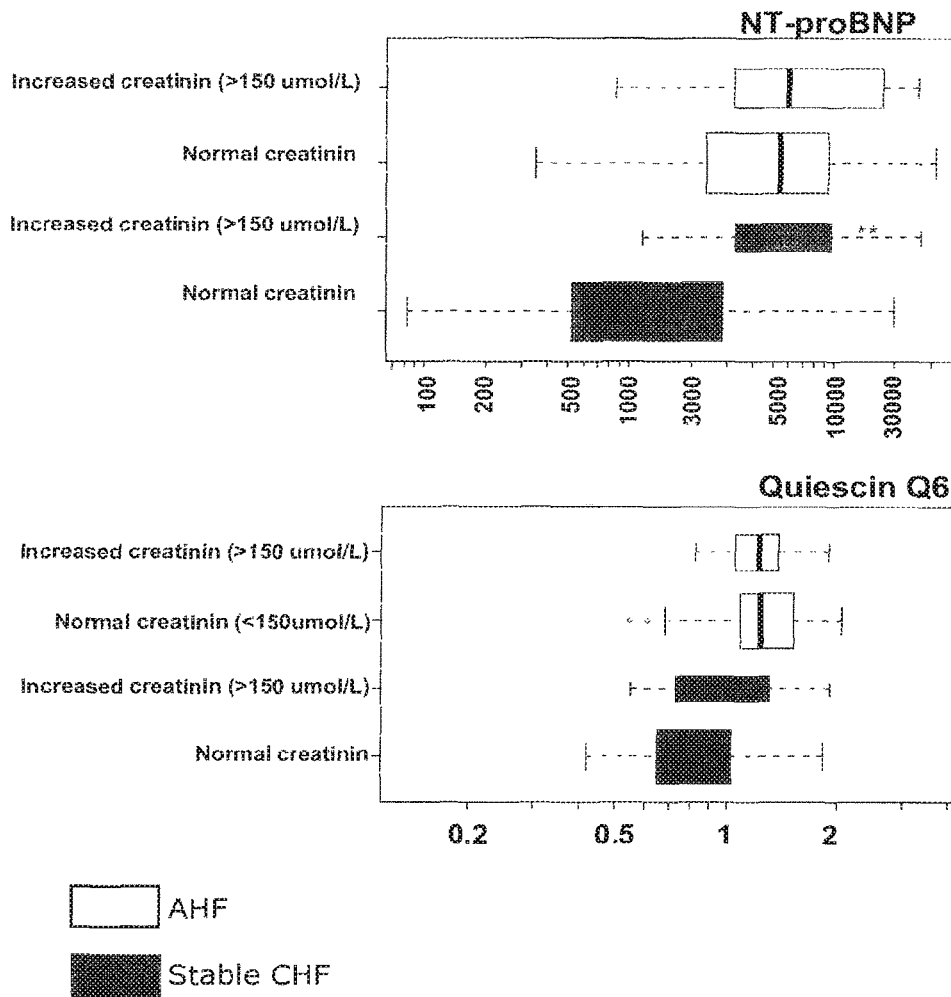 NT-proBNP
Increased creatinin (>150 umol/L)
Normal creatinin
Increased creatinin (>150 umol/L)
**
Normal creatinin
100 200 500 1000 3000 5000 10000 30000
Quiescin Q6
Increased creatinin (>150 umol/L)
Normal creatinin (<150umol/L)
Increased creatinin (>150 umol/L)
Normal creatinin
0.2 0.5 1 2
AHF
Stable CHF